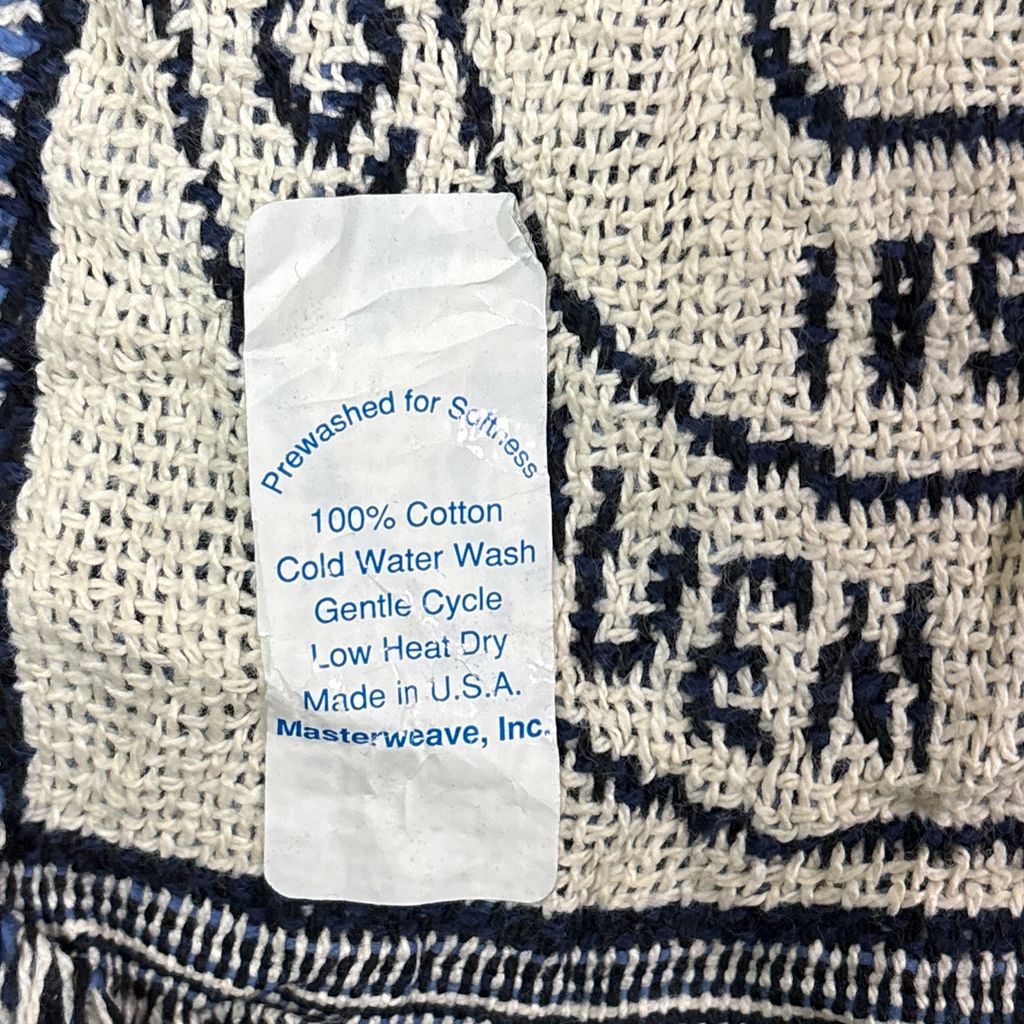 Prewashed for Softness
100% Cotton
Cold Water Wash
Gentle Cycle
Low Heat Dry
Made in U.S.A.
Masterweave, Inc.